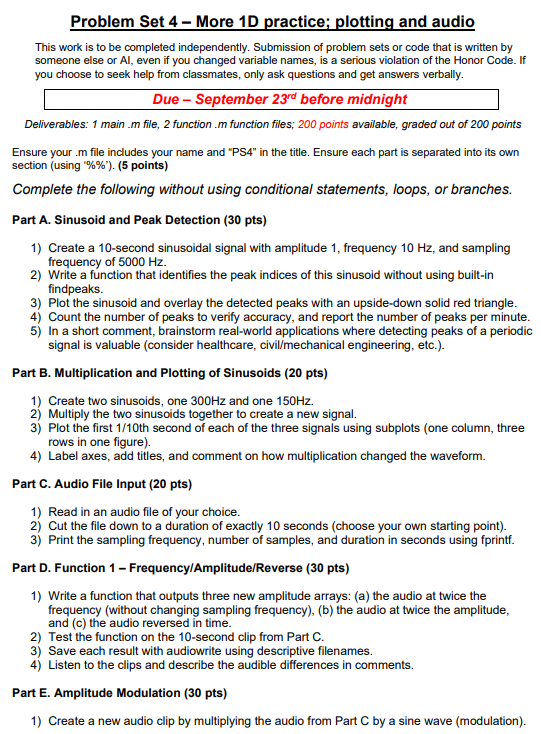 Problem Set 4 – More 1D practice; plotting and audio
This work is to be completed independently. Submission of problem sets or code that is written by
someone else or AI, even if you changed variable names, is a serious violation of the Honor Code. If
you choose to seek help from classmates, only ask questions and get answers verbally.
Due – September 23rd before midnight
Deliverables: 1 main .m file, 2 function .m function files; 200 points available, graded out of 200 points
Ensure your .m file includes your name and “PS4” in the title. Ensure each part is separated into its own
section (using ‘%%’). (5 points)
Complete the following without using conditional statements, loops, or branches.
Part A. Sinusoid and Peak Detection (30 pts)
1) Create a 10-second sinusoidal signal with amplitude 1, frequency 10 Hz, and sampling
frequency of 5000 Hz.
2) Write a function that identifies the peak indices of this sinusoid without using built-in
findpeaks.
3) Plot the sinusoid and overlay the detected peaks with an upside-down solid red triangle.
4) Count the number of peaks to verify accuracy, and report the number of peaks per minute.
5) In a short comment, brainstorm real-world applications where detecting peaks of a periodic
signal is valuable (consider healthcare, civil/mechanical engineering, etc.).
Part B. Multiplication and Plotting of Sinusoids (20 pts)
1) Create two sinusoids, one 300Hz and one 150Hz.
2) Multiply the two sinusoids together to create a new signal.
3) Plot the first 1/10th second of each of the three signals using subplots (one column, three
rows in one figure).
4) Label axes, add titles, and comment on how multiplication changed the waveform.
Part C. Audio File Input (20 pts)
1) Read in an audio file of your choice.
2) Cut the file down to a duration of exactly 10 seconds (choose your own starting point).
3) Print the sampling frequency, number of samples, and duration in seconds using fprintf.
Part D. Function 1 – Frequency/Amplitude/Reverse (30 pts)
1) Write a function that outputs three new amplitude arrays: (a) the audio at twice the
frequency (without changing sampling frequency), (b) the audio at twice the amplitude,
and (c) the audio reversed in time.
2) Test the function on the 10-second clip from Part C.
3) Save each result with audiowrite using descriptive filenames.
4) Listen to the clips and describe the audible differences in comments.
Part E. Amplitude Modulation (30 pts)
1) Create a new audio clip by multiplying the audio from Part C by a sine wave (modulation).